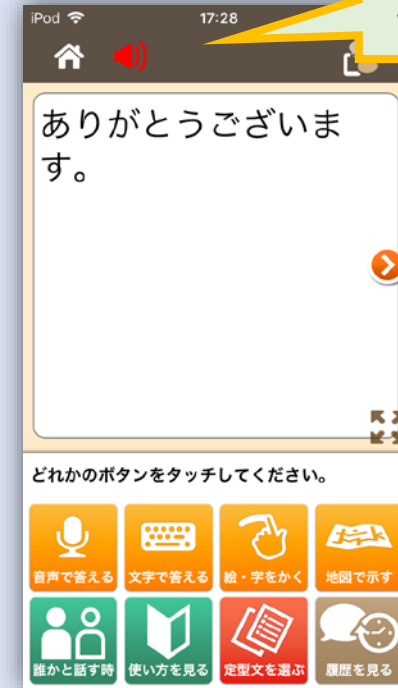 iPod 17:28
ありがとうございま
す。
どれかのボタンをタッチしてください。
音声で答える 文字で答える 絵・字をかく 地図で示す
誰かと話す時 使い方を見る 定型文を選ぶ 履歴を見る